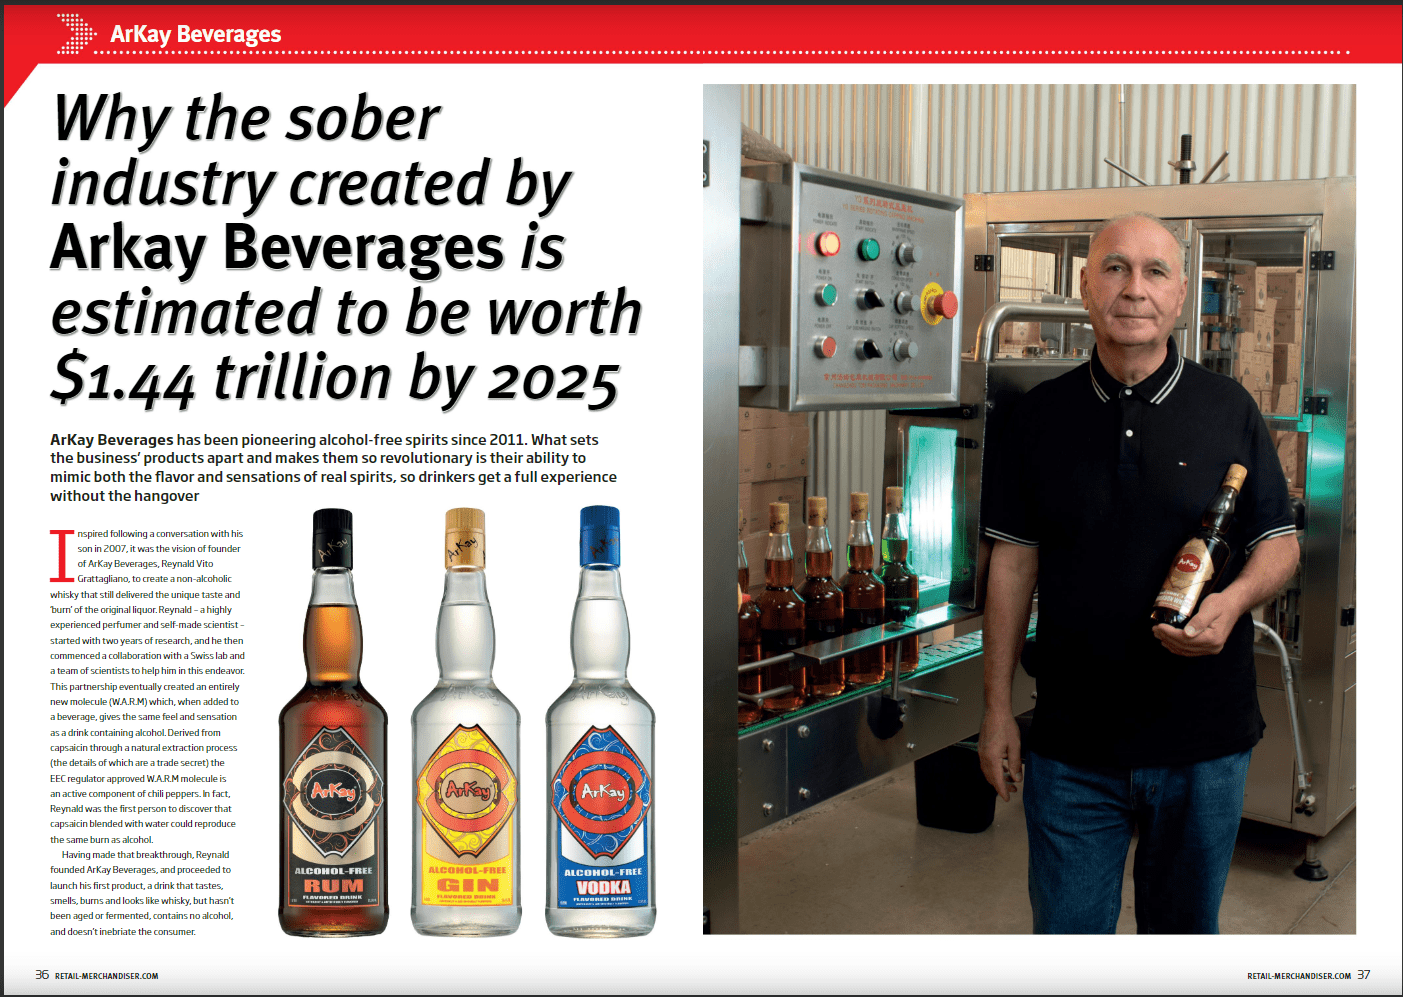 ArKay Beverages
Why the sober
industry created by
Arkay Beverages is
estimated to be worth
$1.44 trillion by 2025
ArKay Beverages has been pioneering alcohol-free spirits since 2011. What sets
the business’ products apart and makes them so revolutionary is their ability to
mimic both the flavor and sensations of real spirits, so drinkers get a full experience
without the hangover
Inspired following a conversation with his
son in 2007, it was the vision of founder
of ArKay Beverages, Reynald Vito
Grattagliano, to create a non-alcoholic
whisky that still delivered the unique taste and
‘burn’ of the original liquor. Reynald – a highly
experienced perfumer and self-made scientist –
started with two years of research, and he then
commenced a collaboration with a Swiss lab and
a team of scientists to help him in this endeavor.
This partnership eventually created an entirely
new molecule (W.A.R.M) which, when added to
a beverage, gives the same feel and sensation
as a drink containing alcohol. Derived from
capsaicin through a natural extraction process
(the details of which are a trade secret) the
EEC regulator approved W.A.R.M molecule is
an active component of chili peppers. In fact,
Reynald was the first person to discover that
capsaicin blended with water could reproduce
the same burn as alcohol.
Having made that breakthrough, Reynald
founded ArKay Beverages, and proceeded to
launch his first product, a drink that tastes,
smells, burns and looks like whisky, but hasn’t
been aged or fermented, contains no alcohol,
and doesn’t inebriate the consumer.
ArKay
ArKay
ArKay
ArKay
ArKay
ArKay
ALCOHOL-FREE
RUM
FLAVORED DRINK
ALCOHOL-FREE
GIN
FLAVORED DRINK
ALCOHOL-FREE
VODKA
FLAVORED DRINK
POWER ON
POWER OFF
ArKay
36 RETAIL-MERCHANDISER.COM
RETAIL-MERCHANDISER.COM 37